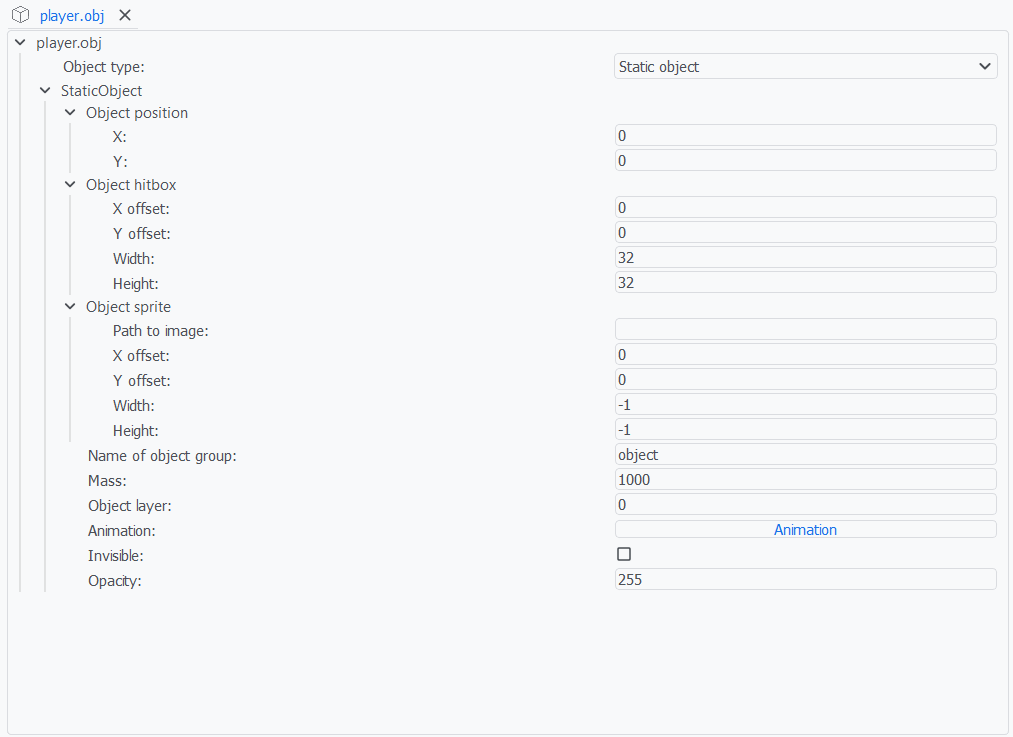 player.obj
player.obj
Object type: Static object
StaticObject
Object position
X: 0
Y: 0
Object hitbox
X offset: 0
Y offset: 0
Width: 32
Height: 32
Object sprite
Path to image:
X offset: 0
Y offset: 0
Width: -1
Height: -1
Name of object group: object
Mass: 1000
Object layer: 0
Animation: Animation
Invisible:
Opacity: 255